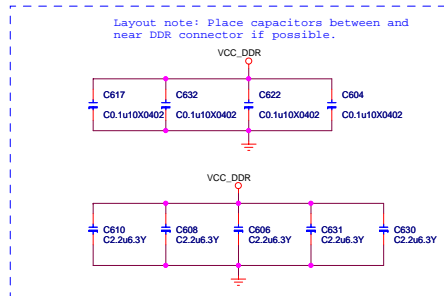 Layout note: Place capacitors between and
near DDR connector if possible.
VCC_DDR
C617 C632 C622 C604
C0.1u10X0402 C0.1u10X0402 C0.1u10X0402 C0.1u10X0402
VCC_DDR
C610 C608 C606 C631 C630
C2.2u6.3Y C2.2u6.3Y C2.2u6.3Y C2.2u6.3Y C2.2u6.3Y